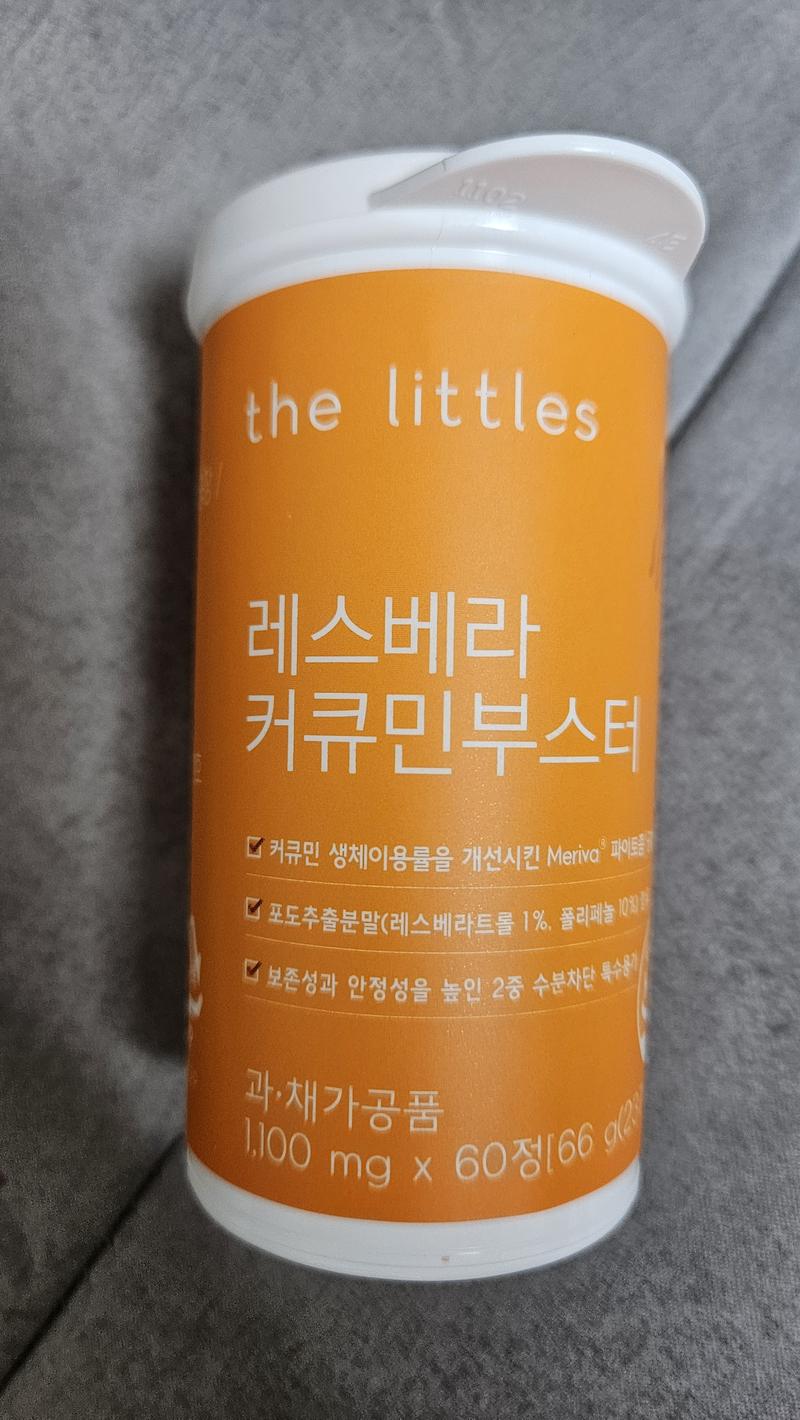 the littles
레스베라
커큐민부스터
커큐민 생체이용률을 개선시킨 Meriva® 파이토좀
포도추출분말(레스베라트롤 1%, 폴리페놀 10%)
보존성과 안정성을 높인 2중 수분차단 특수용기
과·채가공품
1,100 mg x 60정[66 g(23